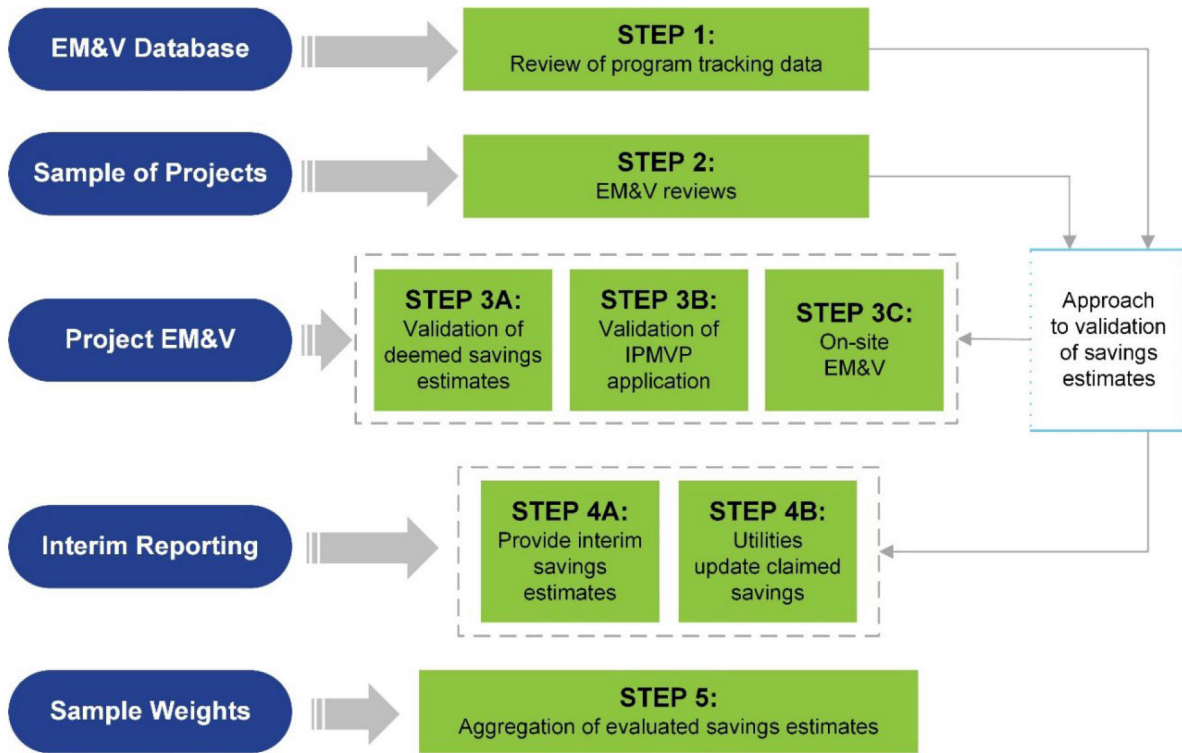 EM&V Database
STEP 1:
Review of program tracking data
Sample of Projects
STEP 2:
EM&V reviews
Project EM&V
STEP 3A:
Validation of
deemed savings
estimates
STEP 3B:
Validation of
IPMVP
application
STEP 3C:
On-site
EM&V
Approach
to validation
of savings
estimates
Interim Reporting
STEP 4A:
Provide interim
savings
estimates
STEP 4B:
Utilities
update claimed
savings
Sample Weights
STEP 5:
Aggregation of evaluated savings estimates